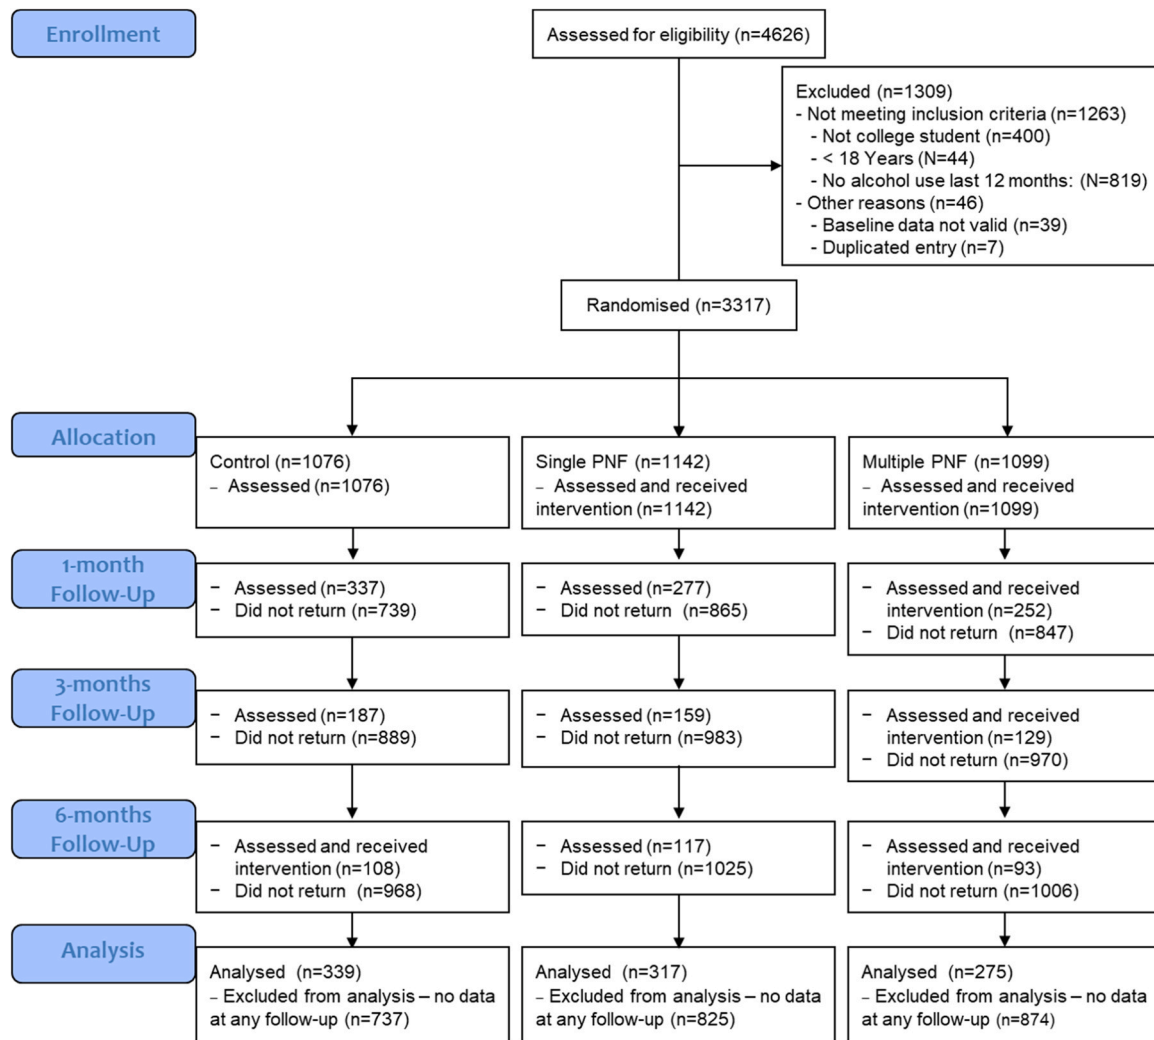 Enrollment
Assessed for eligibility (n=4626)
Excluded (n=1309)
- Not meeting inclusion criteria (n=1263)
- Not college student (n=400)
- < 18 Years (N=44)
- No alcohol use last 12 months: (N=819)
- Other reasons (n=46)
- Baseline data not valid (n=39)
- Duplicated entry (n=7)
Randomised (n=3317)
Allocation
Control (n=1076)
– Assessed (n=1076)
Single PNF (n=1142)
– Assessed and received
intervention (n=1142)
Multiple PNF (n=1099)
– Assessed and received
intervention (n=1099)
1-month
Follow-Up
– Assessed (n=337)
– Did not return (n=739)
– Assessed (n=277)
– Did not return (n=865)
– Assessed and received
intervention (n=252)
– Did not return (n=847)
3-months
Follow-Up
– Assessed (n=187)
– Did not return (n=889)
– Assessed (n=159)
– Did not return (n=983)
– Assessed and received
intervention (n=129)
– Did not return (n=970)
6-months
Follow-Up
– Assessed and received
intervention (n=108)
– Did not return (n=968)
– Assessed (n=117)
– Did not return (n=1025)
– Assessed and received
intervention (n=93)
– Did not return (n=1006)
Analysis
Analysed (n=339)
– Excluded from analysis – no data
at any follow-up (n=737)
Analysed (n=317)
– Excluded from analysis – no data
at any follow-up (n=825)
Analysed (n=275)
– Excluded from analysis – no data
at any follow-up (n=874)